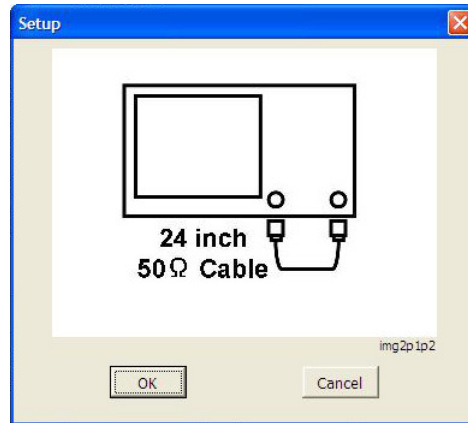 Setup
24 inch
50Ω Cable
img2p1p2
OK
Cancel